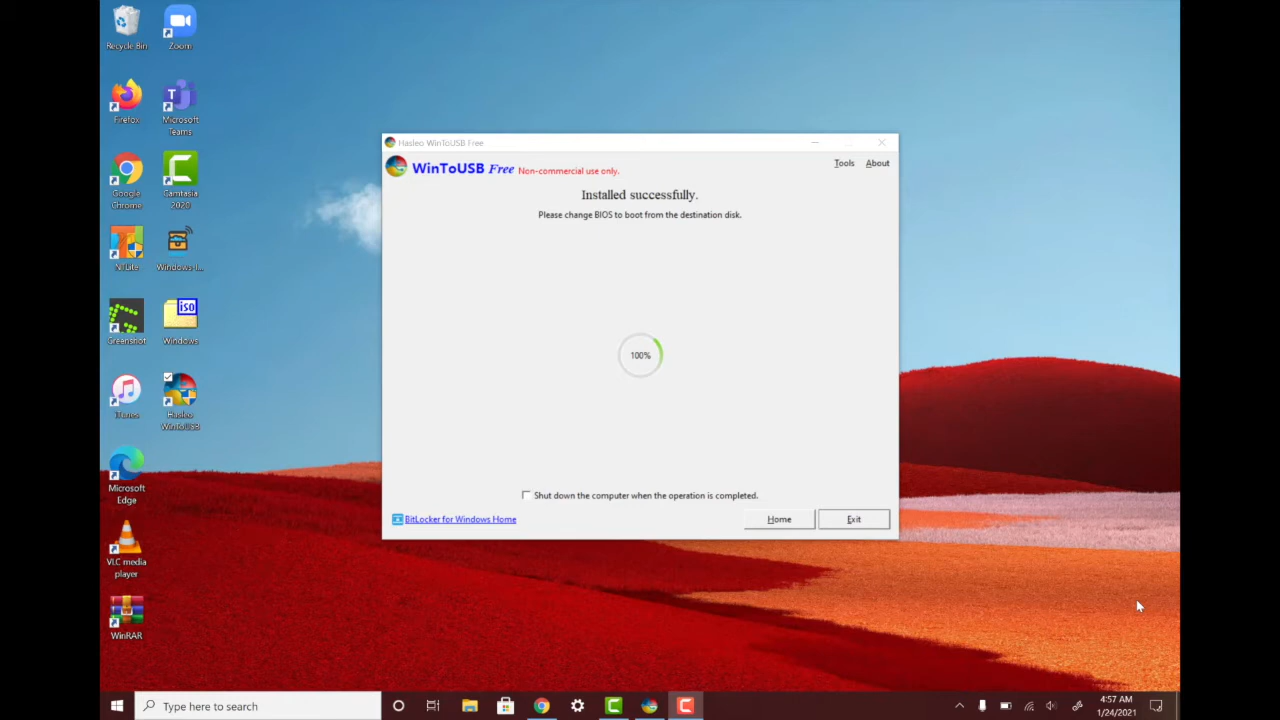 Recycle Bin
Zoom
Firefox
Microsoft
Teams
Google
Chrome
Camtasia
2020
NTLite
Windows I...
Greenshot
ISO
Windows
iTunes
Hasleo
WinToUSB
Microsoft
Edge
VLC media
player
WinRAR
Hasleo WinToUSB Free
WinToUSB Free Non-commercial use only.
Tools About
Installed successfully.
Please change BIOS to boot from the destination disk.
100%
Shut down the computer when the operation is completed.
BitLocker for Windows Home
Home
Exit
Type here to search
4:57 AM
1/24/2021